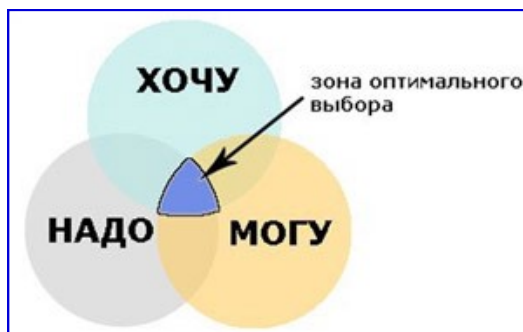 ХОЧУ
зона оптимального
выбора
НАДО
МОГУ